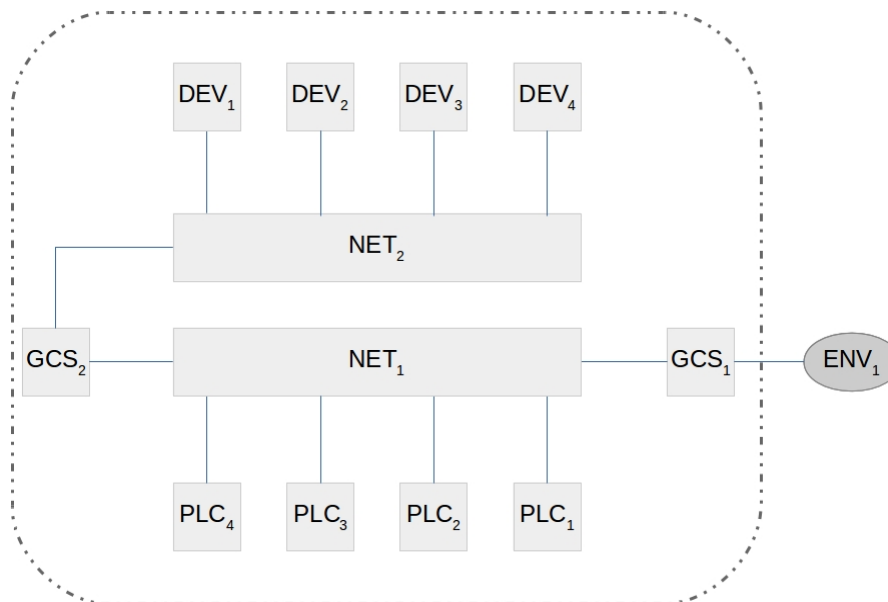 DEV₁ DEV₂ DEV₃ DEV₄
NET₂
GCS₂ NET₁ GCS₁ ENV₁
PLC₄ PLC₃ PLC₂ PLC₁